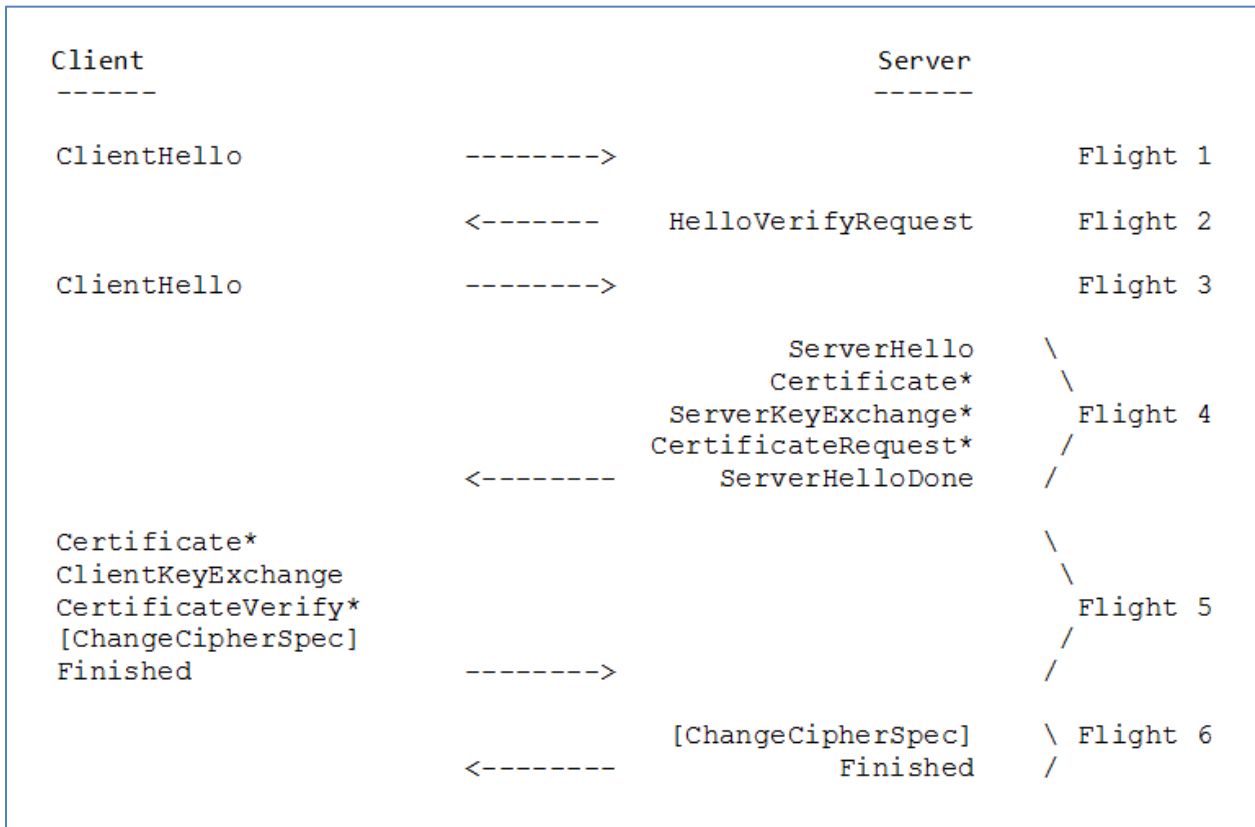 Client                                          Server
------                                          ------
ClientHello            -------->                           Flight 1
                       <-------   HelloVerifyRequest       Flight 2
ClientHello            -------->                           Flight 3
                                         ServerHello    \
                                        Certificate*     \
                                  ServerKeyExchange*      Flight 4
                                 CertificateRequest*     /
                       <--------      ServerHelloDone    /
Certificate*                                            \
ClientKeyExchange                                        \
CertificateVerify*                                        Flight 5
[ChangeCipherSpec]                                       /
Finished               -------->                        /
                                  [ChangeCipherSpec]    \ Flight 6
                       <--------            Finished    /